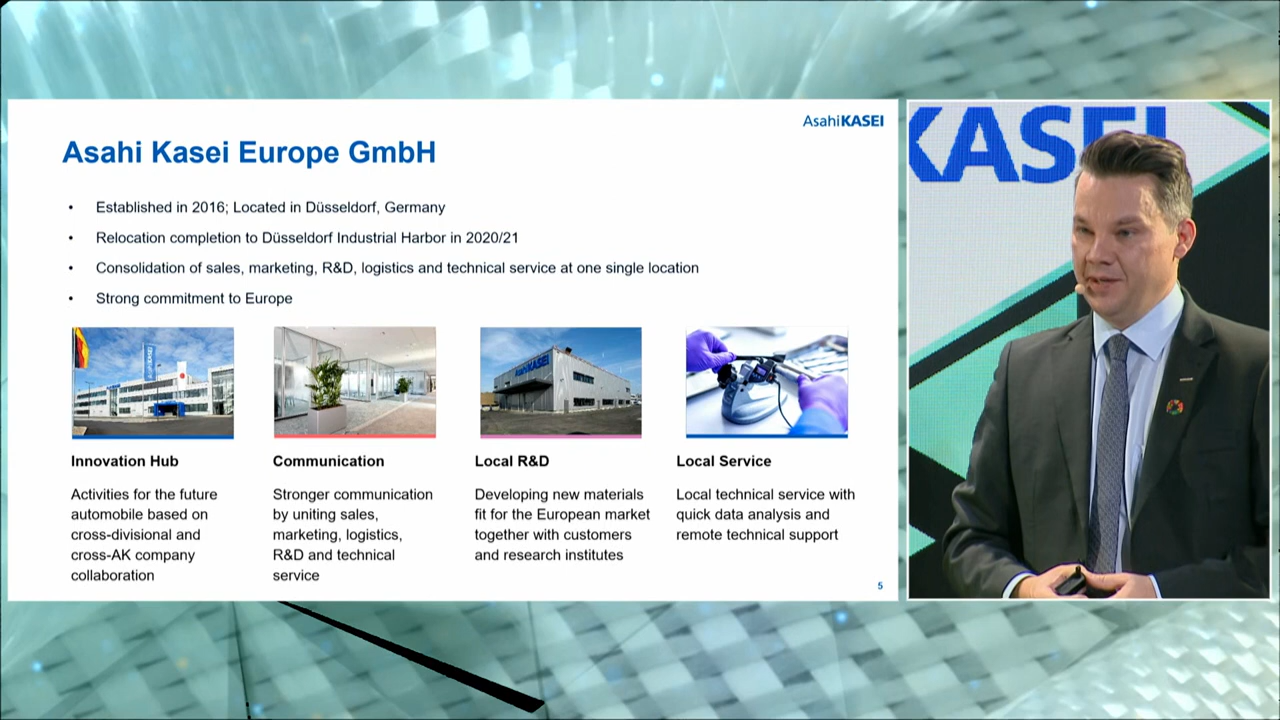 AsahiKASEI
Asahi Kasei Europe GmbH
• Established in 2016; Located in Düsseldorf, Germany
• Relocation completion to Düsseldorf Industrial Harbor in 2020/21
• Consolidation of sales, marketing, R&D, logistics and technical service at one single location
• Strong commitment to Europe
AsahiKASEI
Innovation Hub
Activities for the future
automobile based on
cross-divisional and
cross-AK company
collaboration
Communication
Stronger communication
by uniting sales,
marketing, logistics,
R&D and technical
service
Local R&D
Developing new materials
fit for the European market
together with customers
and research institutes
Local Service
Local technical service with
quick data analysis and
remote technical support
5
KASEI